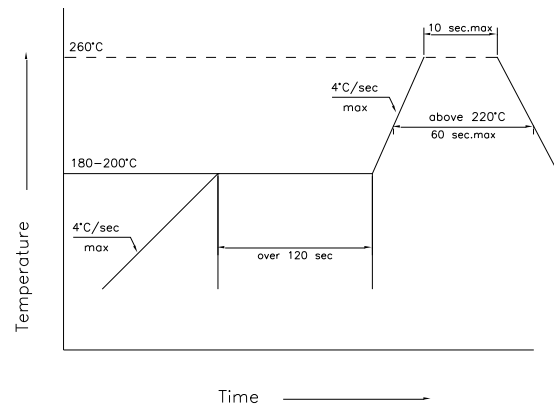 10 sec.max
260°C
4°C/sec
max
above 220°C
60 sec.max
180-200°C
4°C/sec
max
over 120 sec
Temperature
Time